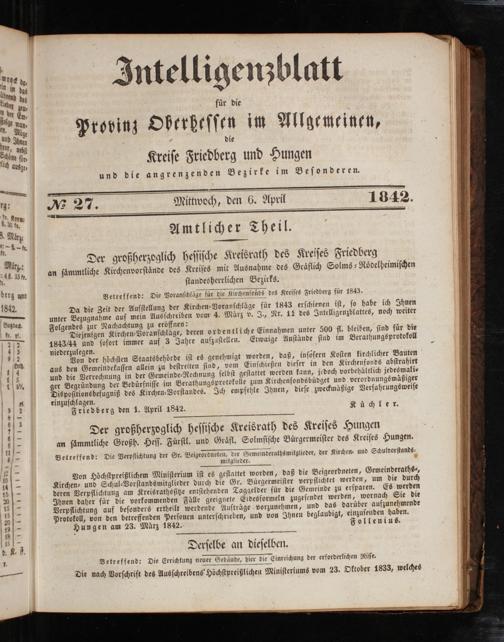 Intelligenzblatt
für die
Provinz Oberhessen im Allgemeinen,
die
Kreise Friedberg und Hungen
und die angrenzenden Bezirke im Besonderen.
№ 27. Mittwoch, den 6. April 1842.
Amtlicher Theil.
Der großherzoglich hessische Kreisrath des Kreises Friedberg
an sämmtliche Kirchenvorstände des Kreises mit Ausnahme des Gräflich Solms-Rödelheimischen
standesherrlichen Bezirks.
Betreffend: Die Voranschläge für die Kirchenfonds des Kreises Friedberg für 1843.
Da die Zeit der Aufstellung der Kirchen-Voranschläge für 1843 erschienen ist, so habe ich Ihnen
unter Bezugnahme auf mein Ausschreiben vom 4. März v. J., Nr. 11 des Intelligenzblattes, noch weiter
Folgendes zur Nachachtung zu eröffnen:
Diejenigen Kirchen-Voranschläge, deren ordentliche Einnahmen unter 500 fl. bleiben, sind für die
1843/44 und sofort immer auf 3 Jahre aufzustellen. Etwaige Anstände sind im Berathungsprotokoll
niederzulegen.
Von der höchsten Staatsbehörde ist es genehmigt worden, daß, insofern Kosten kirchlicher Bauten
aus den Gemeindekassen allein zu bestreiten sind, vom Einschießen dieser in den Kirchenfonds abstrahirt
und die Verrechnung in der Gemeinde-Rechnung selbst gestattet werden kann, jedoch vorbehältlich jedesmali-
ger Begründung der Bedürfnisse im Berathungsprotokolle zum Kirchenfondsbüdget und verordnungsmäßiger
Dispositionsbefugniß des Kirchen-Vorstandes. Ich empfehle Ihnen, diese zweckmäßige Verfahrungsweise
einzuschlagen.
Friedberg den 1. April 1842. Küchler.
Der großherzoglich hessische Kreisrath des Kreises Hungen
an sämmtliche Großh. Hess. Fürstl. und Gräfl. Solmsische Bürgermeister des Kreises Hungen.
Betreffend: Die Verpflichtung der Gr. Beigeordneten, der Gemeinderathsmitglieder, der Kirchen- und Schulvorstands-
mitglieder.
Von Höchstpreißlichem Ministerium ist es gestattet worden, daß die Beigeordneten, Gemeinderaths-,
Kirchen- und Schul-Vorstandsmitglieder durch die Gr. Bürgermeister verpflichtet werden, um die durch
deren Verpflichtung am Kreisrathssitze entstehenden Taggelder für die Gemeinde zu ersparen. Es werden
Ihnen daher für die vorkommenden Fälle geeignete Eidesformeln zugesendet werden, wornach Sie die
Verpflichtung auf besonders ertheilt werdende Aufträge vorzunehmen, und das darüber aufzunehmende
Protokoll, von den betreffenden Personen unterschrieben, und von Ihnen beglaubigt, einzusenden haben.
Hungen am 23. März 1842. Follenius.
Derselbe an dieselben.
Betreffend: Die Errichtung neuer Gebäude, hier die Einreichung der erforderlichen Risse.
Die nach Vorschrift des Ausschreibens Höchstpreißlichen Ministeriums vom 23. Oktober 1833, welches